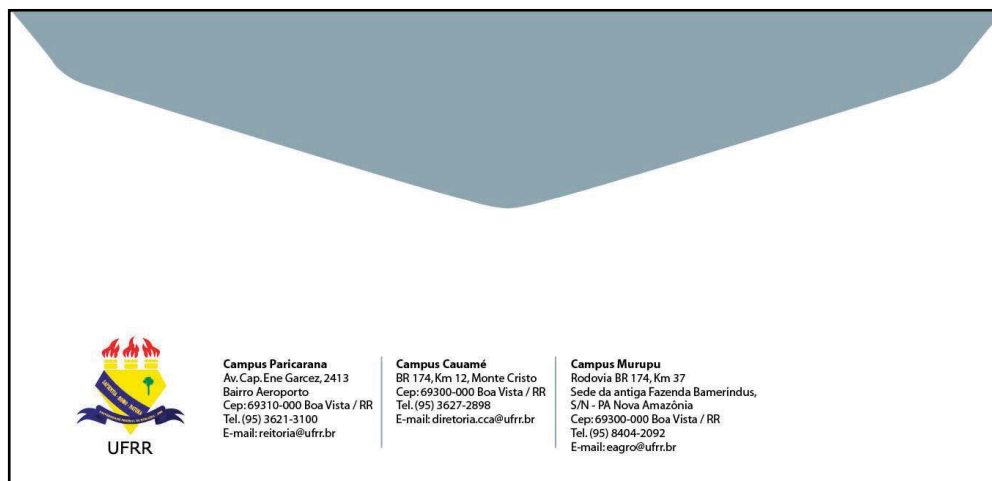 UFRR
Campus Paricarana
Av. Cap. Ene Garcez, 2413
Bairro Aeroporto
Cep: 69310-000 Boa Vista / RR
Tel. (95) 3621-3100
E-mail: reitoria@ufrr.br
Campus Cauamé
BR 174, Km 12, Monte Cristo
Cep: 69300-000 Boa Vista / RR
Tel. (95) 3627-2898
E-mail: diretoria.cca@ufrr.br
Campus Murupu
Rodovia BR 174, Km 37
Sede da antiga Fazenda Bamerindus,
S/N - PA Nova Amazônia
Cep: 69300-000 Boa Vista / RR
Tel. (95) 8404-2092
E-mail: eagro@ufrr.br